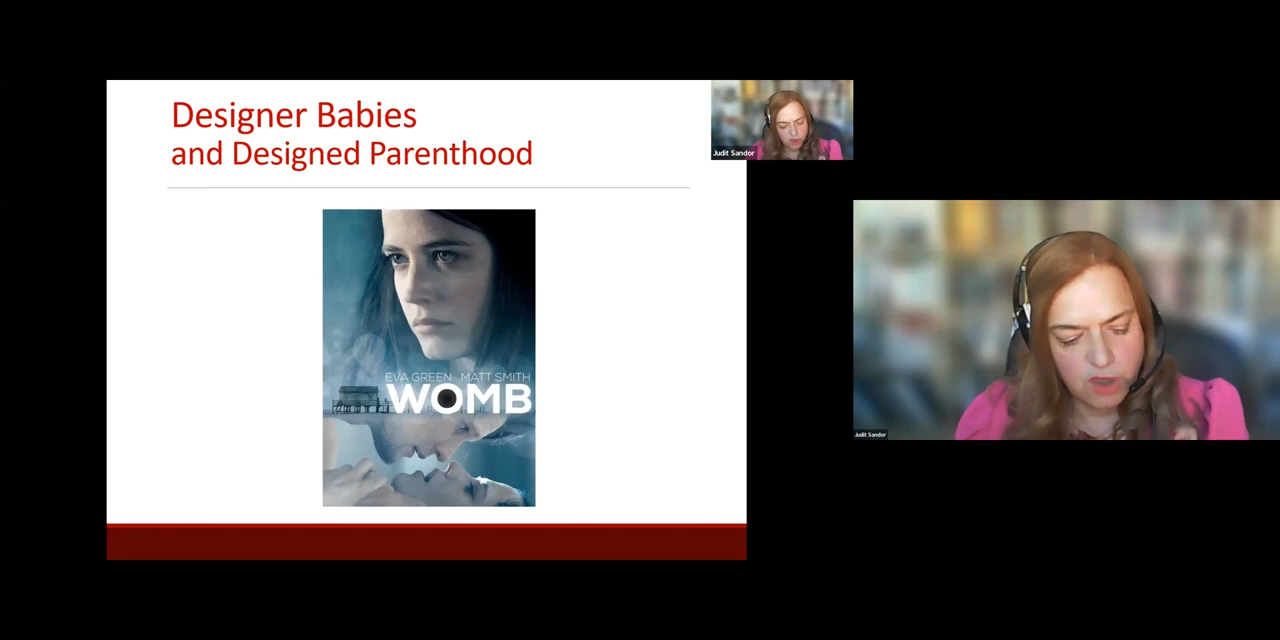 Designer Babies
and Designed Parenthood
Judit Sandor
EVA GREEN MATT SMITH
WOMB
Judit Sandor